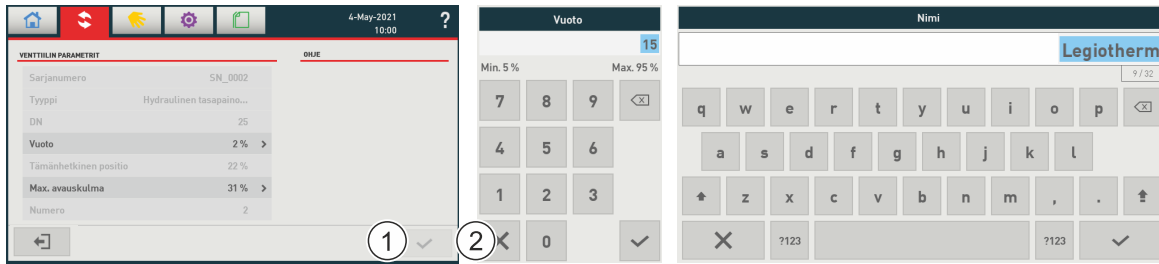 4-May-2021
10:00
?
VENTTIILIN PARAMETRIT
OHJE
Sarjanumero SN_0002
Tyyppi Hydraulinen tasapaino...
DN 25
Vuoto 2 % >
Tämänhetkinen positio 22 %
Max. avauskulma 31 % >
Numero 2
1
2
Vuoto
15
Min. 5 % Max. 95 %
7 8 9
4 5 6
1 2 3
0
Nimi
Legiotherm
9 / 32
q w e r t y u i o p
a s d f g h j k l
z x c v b n m , .
?123 ?123